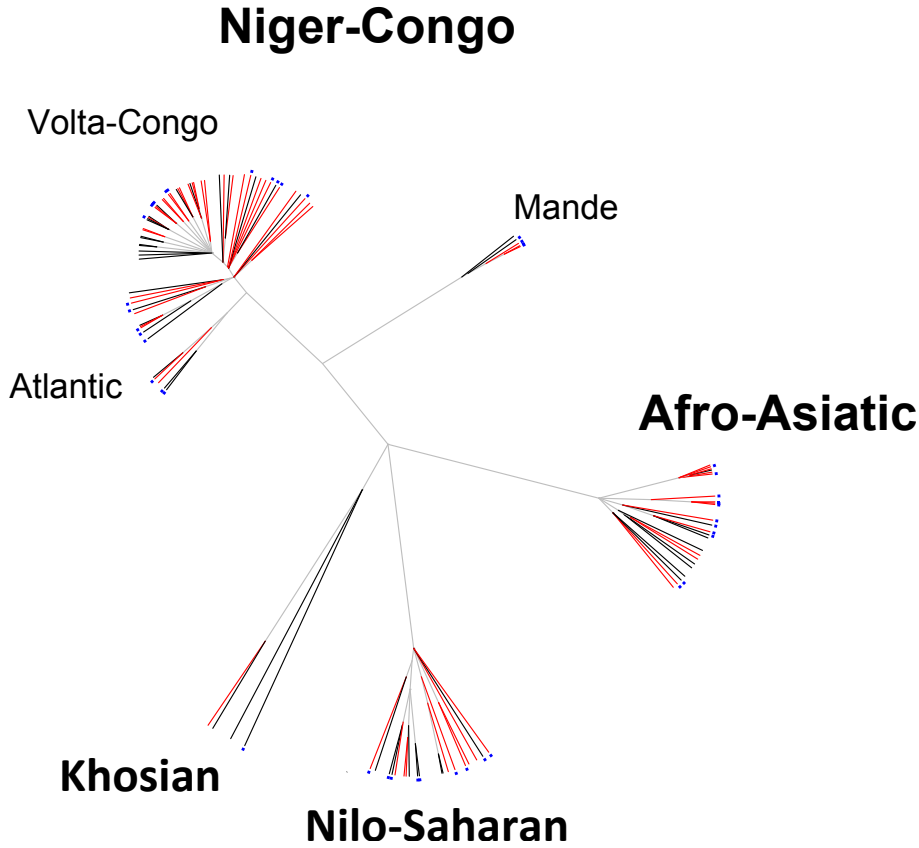 Niger-Congo
Volta-Congo
Mande
Atlantic
Afro-Asiatic
Khosian
Nilo-Saharan